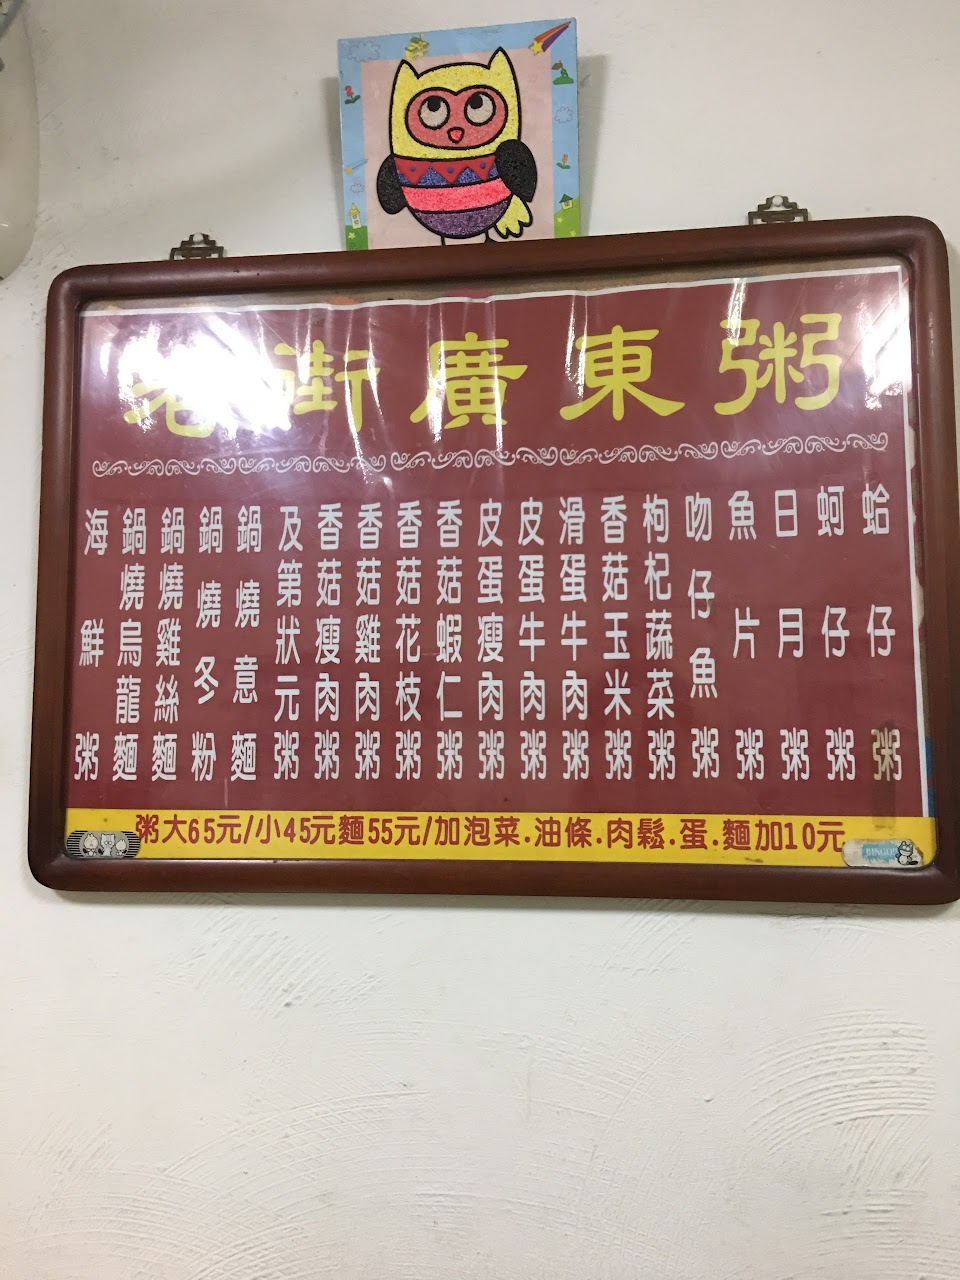 老街廣東粥
蛤仔粥
蚵仔粥
日月粥
魚片粥
吻仔魚粥
枸杞蔬菜粥
香菇玉米粥
滑蛋牛肉粥
皮蛋牛肉粥
皮蛋瘦肉粥
香菇蝦仁粥
香菇花枝粥
香菇雞肉粥
香菇瘦肉粥
及第狀元粥
鍋燒意麵
鍋燒冬粉
鍋燒雞絲麵
鍋燒烏龍麵
海鮮粥
粥大65元/小45元麵55元/加泡菜.油條.肉鬆.蛋.麵加10元